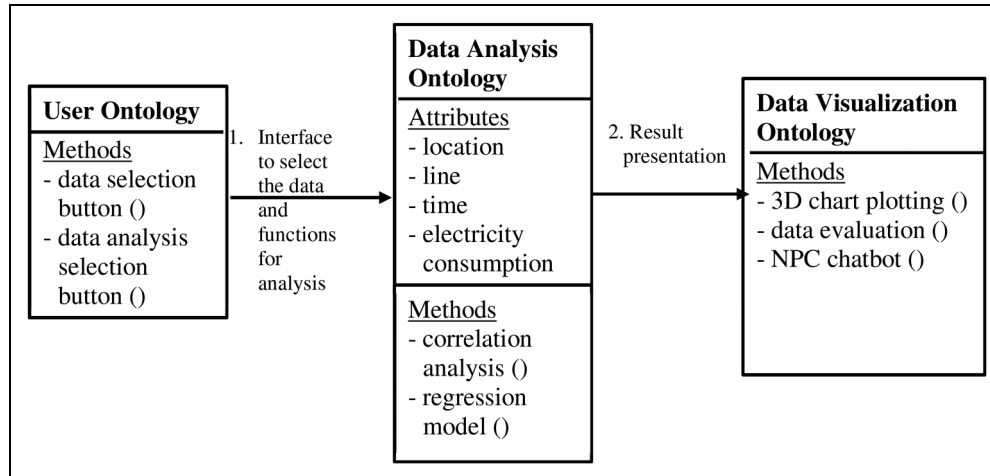 User Ontology
Methods
- data selection
button ()
- data analysis
selection
button ()
1. Interface
to select
the data
and
functions
for
analysis
Data Analysis
Ontology
Attributes
- location
- line
- time
- electricity
consumption
Methods
- correlation
analysis ()
- regression
model ()
2. Result
presentation
Data Visualization
Ontology
Methods
- 3D chart plotting ()
- data evaluation ()
- NPC chatbot ()